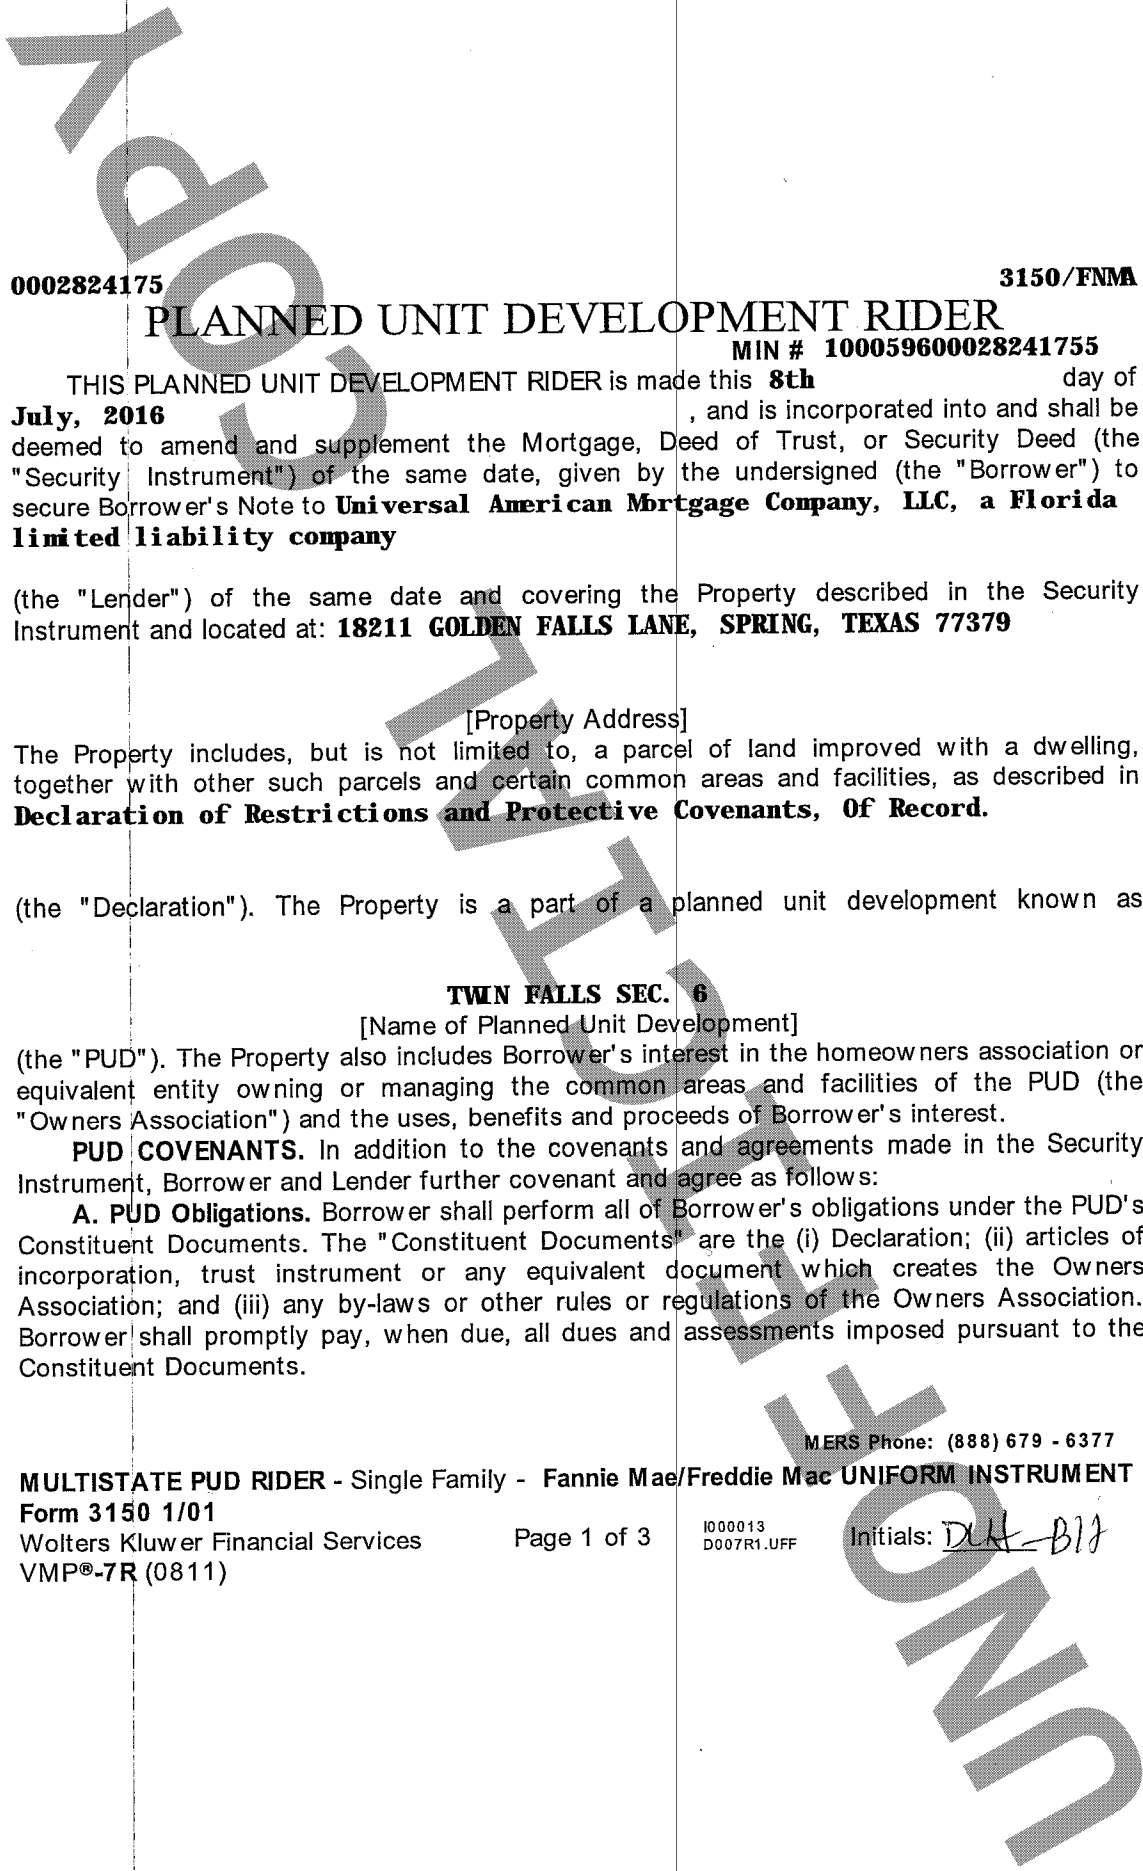 0002824175 3150/FNMA
PLANNED UNIT DEVELOPMENT RIDER
MIN # 100059600028241755
THIS PLANNED UNIT DEVELOPMENT RIDER is made this 8th day of
July, 2016 , and is incorporated into and shall be
deemed to amend and supplement the Mortgage, Deed of Trust, or Security Deed (the
"Security Instrument") of the same date, given by the undersigned (the "Borrower") to
secure Borrower's Note to Universal American Mortgage Company, LLC, a Florida
limited liability company
(the "Lender") of the same date and covering the Property described in the Security
Instrument and located at: 18211 GOLDEN FALLS LANE, SPRING, TEXAS 77379
[Property Address]
The Property includes, but is not limited to, a parcel of land improved with a dwelling,
together with other such parcels and certain common areas and facilities, as described in
Declaration of Restrictions and Protective Covenants, Of Record.
(the "Declaration"). The Property is a part of a planned unit development known as
TWIN FALLS SEC. 6
[Name of Planned Unit Development]
(the "PUD"). The Property also includes Borrower's interest in the homeowners association or
equivalent entity owning or managing the common areas and facilities of the PUD (the
"Owners Association") and the uses, benefits and proceeds of Borrower's interest.
PUD COVENANTS. In addition to the covenants and agreements made in the Security
Instrument, Borrower and Lender further covenant and agree as follows:
A. PUD Obligations. Borrower shall perform all of Borrower's obligations under the PUD's
Constituent Documents. The "Constituent Documents" are the (i) Declaration; (ii) articles of
incorporation, trust instrument or any equivalent document which creates the Owners
Association; and (iii) any by-laws or other rules or regulations of the Owners Association.
Borrower shall promptly pay, when due, all dues and assessments imposed pursuant to the
Constituent Documents.
MERS Phone: (888) 679 - 6377
MULTISTATE PUD RIDER - Single Family - Fannie Mae/Freddie Mac UNIFORM INSTRUMENT
Form 3150 1/01
Wolters Kluwer Financial Services
VMP®-7R (0811)
Page 1 of 3
I000013
D007R1.UFF
Initials:
UNOFFICIAL COPY